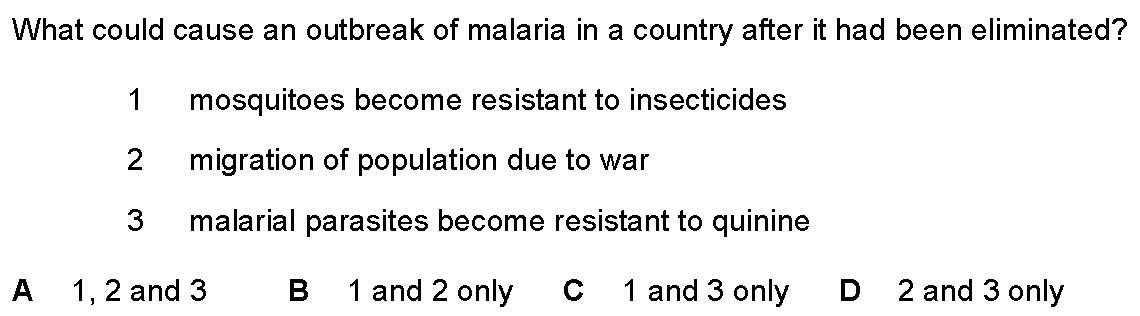 What could cause an outbreak of malaria in a country after it had been eliminated?
1 mosquitoes become resistant to insecticides
2 migration of population due to war
3 malarial parasites become resistant to quinine
A 1, 2 and 3 B 1 and 2 only C 1 and 3 only D 2 and 3 only